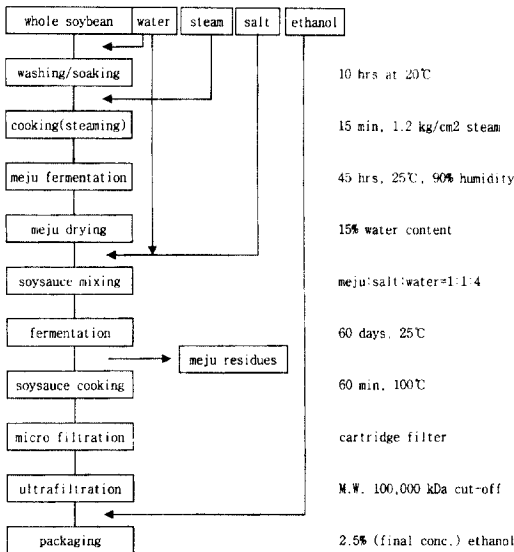 whole soybean water steam salt ethanol
washing/soaking 10 hrs at 20℃
cooking(steaming) 15 min, 1.2 kg/cm2 steam
meju fermentation 45 hrs, 25℃, 90% humidity
meju drying 15% water content
soysauce mixing meju:salt:water=1:1:4
fermentation 60 days, 25℃
meju residues
soysauce cooking 60 min, 100℃
micro filtration cartridge filter
ultrafiltration M.W. 100,000 kDa cut-off
packaging 2.5% (final conc.) ethanol